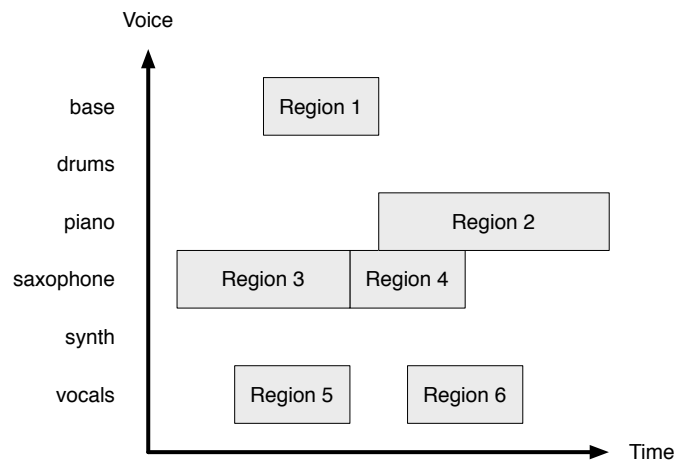 Voice
base
Region 1
drums
piano
Region 2
saxophone
Region 3
Region 4
synth
vocals
Region 5
Region 6
Time